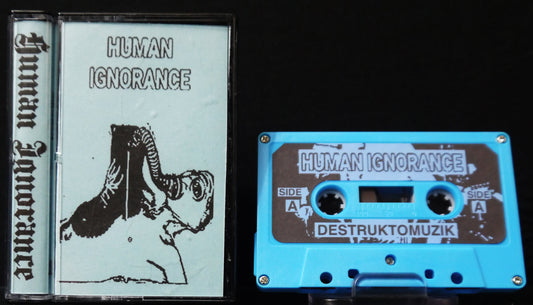 Human Ignorance
HUMAN
IGNORANCE
HUMAN IGNORANCE
SIDE
A
SIDE
A
DESTRUKTOMUZIK